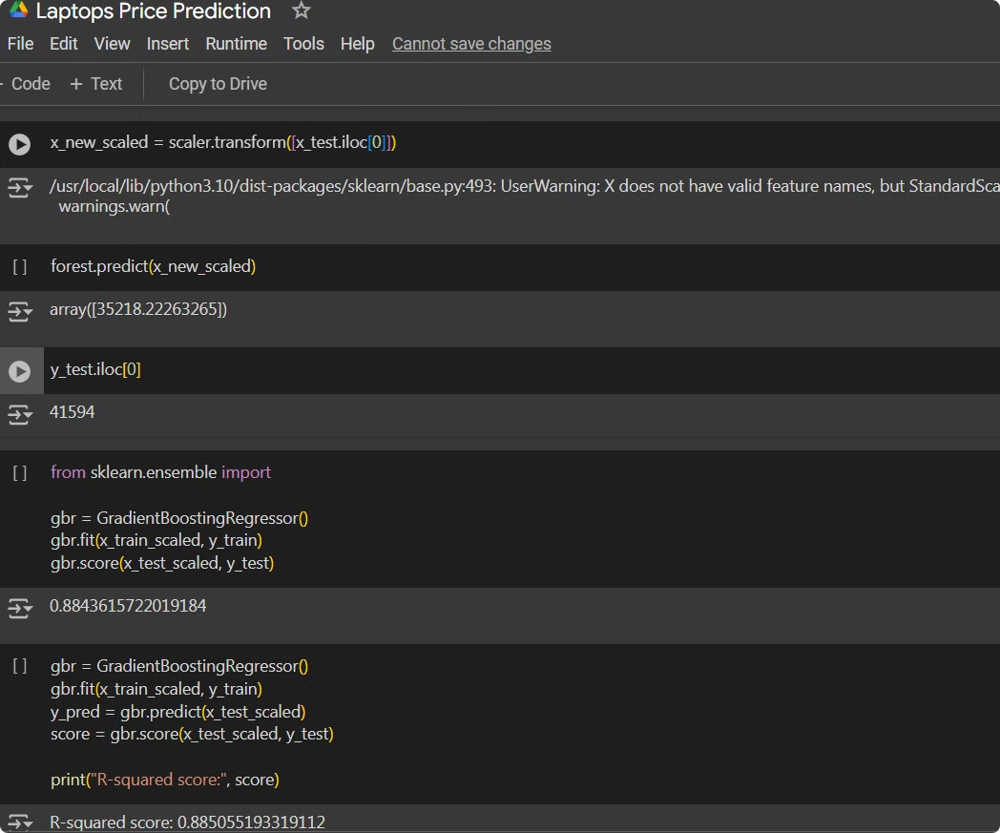 Laptops Price Prediction
File Edit View Insert Runtime Tools Help Cannot save changes
Code + Text Copy to Drive
x_new_scaled = scaler.transform([x_test.iloc[0]])
/usr/local/lib/python3.10/dist-packages/sklearn/base.py:493: UserWarning: X does not have valid feature names, but StandardSca
warnings.warn(
[ ] forest.predict(x_new_scaled)
array([35218.22263265])
y_test.iloc[0]
41594
[ ] from sklearn.ensemble import
gbr = GradientBoostingRegressor()
gbr.fit(x_train_scaled, y_train)
gbr.score(x_test_scaled, y_test)
0.8843615722019184
[ ] gbr = GradientBoostingRegressor()
gbr.fit(x_train_scaled, y_train)
y_pred = gbr.predict(x_test_scaled)
score = gbr.score(x_test_scaled, y_test)
print("R-squared score:", score)
R-squared score: 0.885055193319112